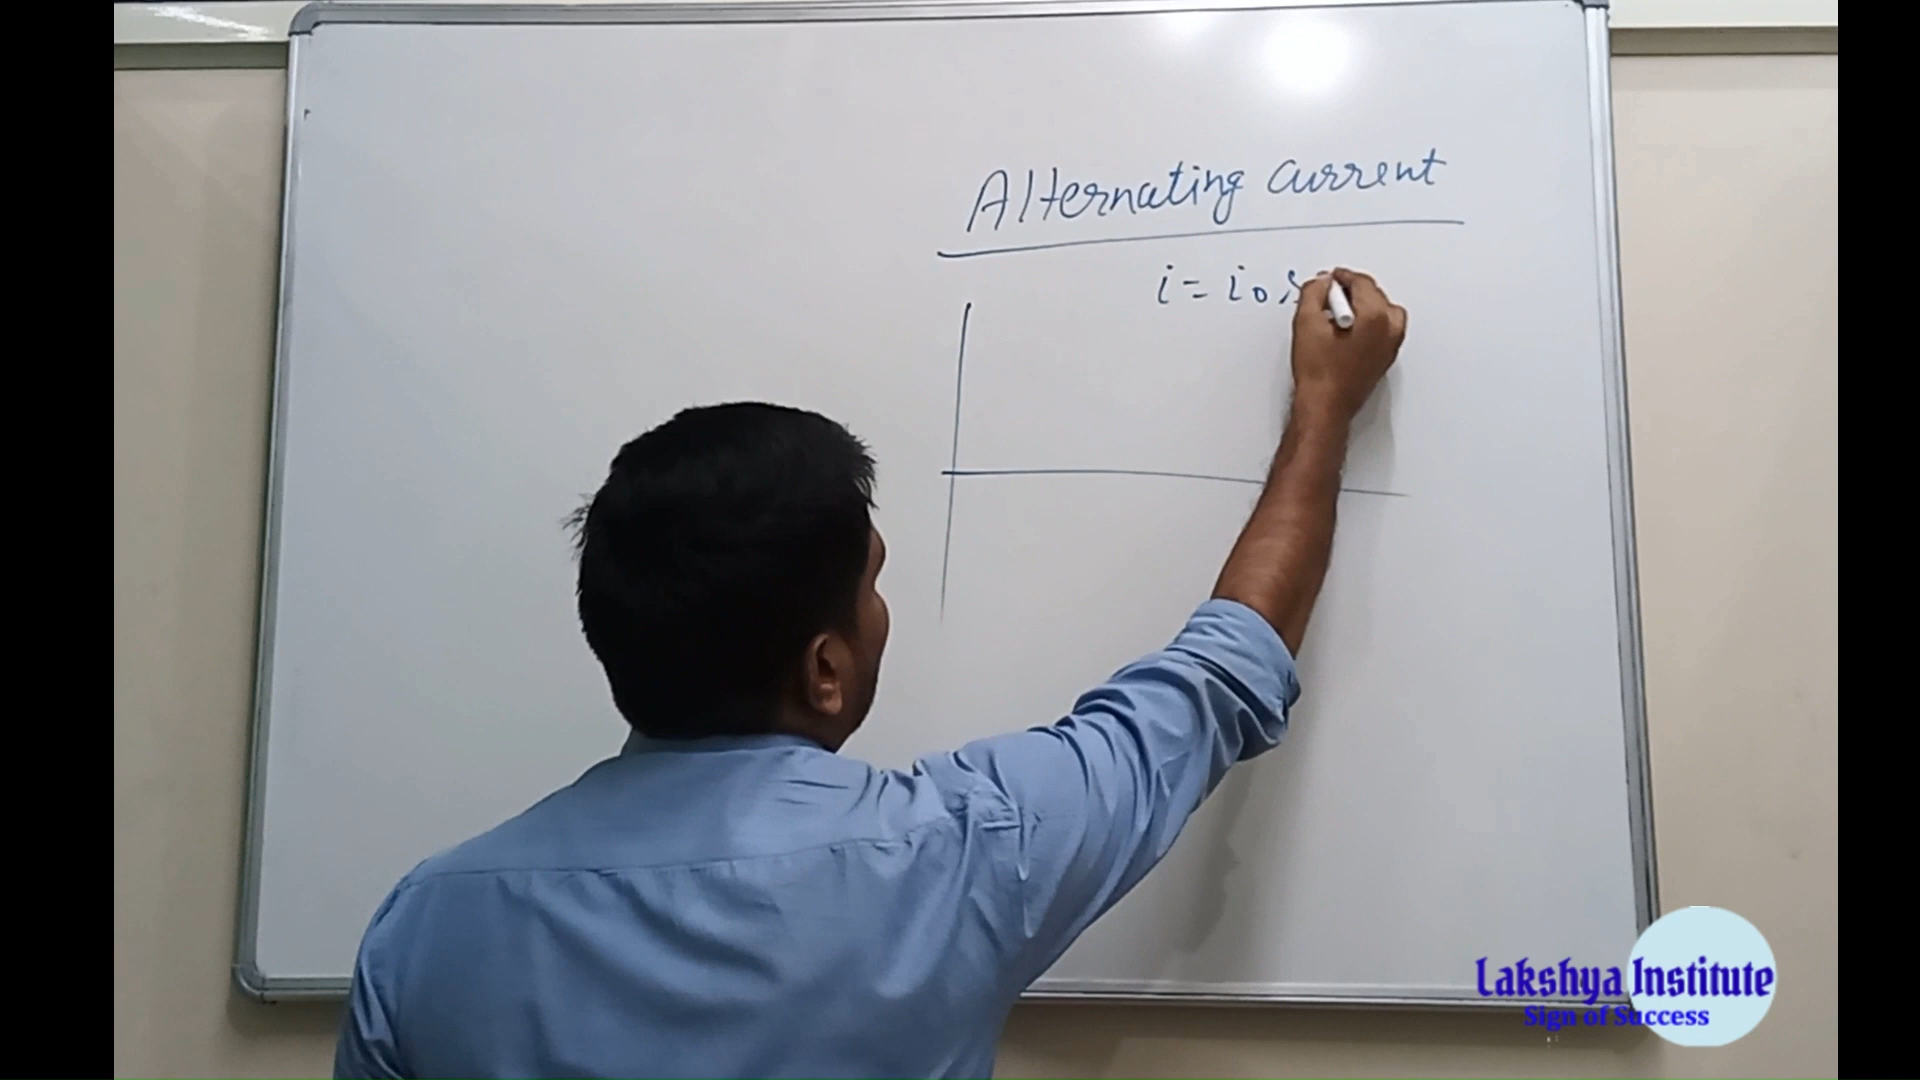 Alternating current
i = i₀ s
Lakshya Institute
Sign of Success